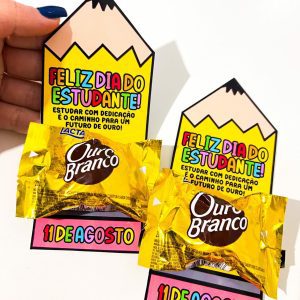 FELIZ DIA DO
ESTUDANTE!
ESTUDAR COM DEDICAÇÃO
É O CAMINHO PARA UM
FUTURO DE OURO!
LACTA
Ouro
Branco
11 DE AGOSTO
FELIZ DIA DO
ESTUDANTE!
ESTUDAR COM DEDICAÇÃO
É O CAMINHO PARA UM
FUTURO DE OURO!
Ouro
Branco
11 DE AGOSTO